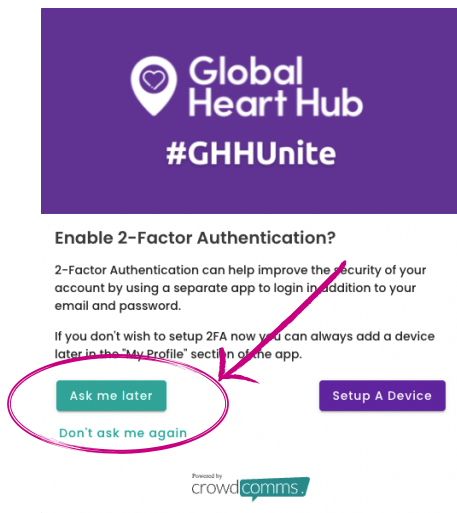 Global
Heart Hub
#GHHUnite
Enable 2-Factor Authentication?
2-Factor Authentication can help improve the security of your
account by using a separate app to login in addition to your
email and password.
If you don't wish to setup 2FA now you can always add a device
later in the "My Profile" section of the app.
Ask me later
Setup A Device
Don't ask me again
Powered by
crowdcomms.